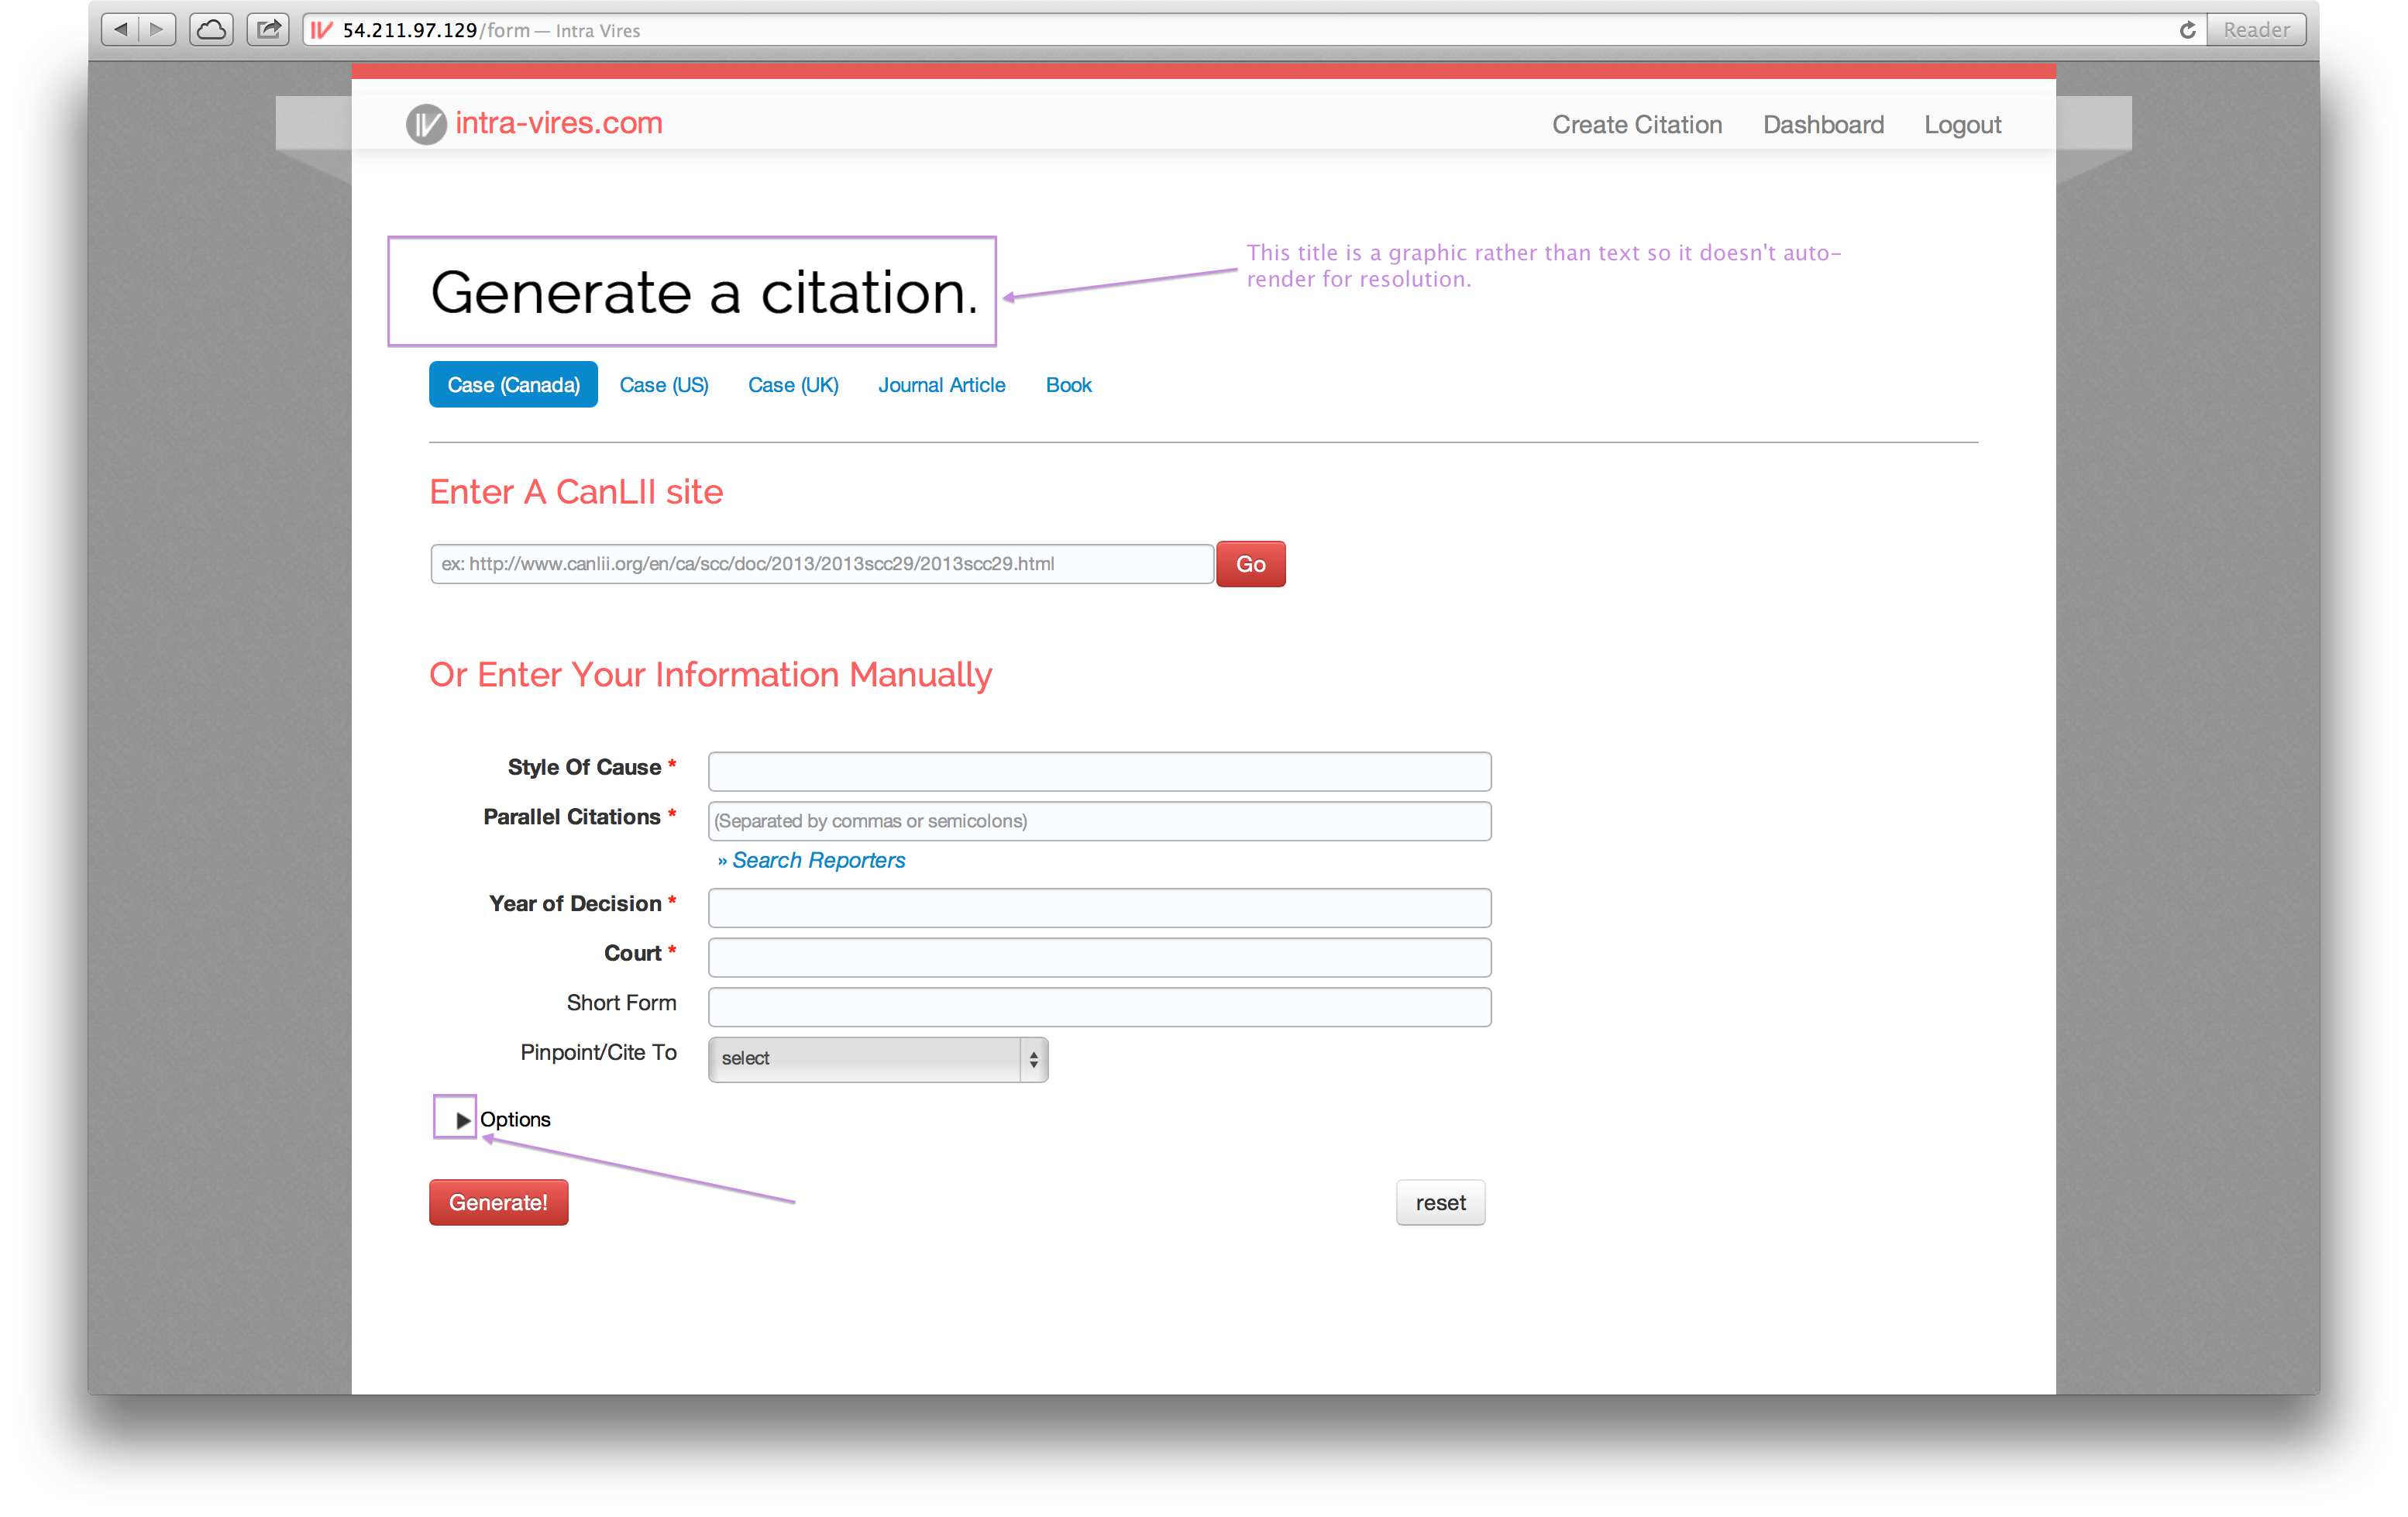 IV 54.211.97.129/form — Intra Vires
Reader
IV intra-vires.com
Create Citation Dashboard Logout
Generate a citation.
This title is a graphic rather than text so it doesn't auto-
render for resolution.
Case (Canada) Case (US) Case (UK) Journal Article Book
Enter A CanLII site
ex: http://www.canlii.org/en/ca/scc/doc/2013/2013scc29/2013scc29.html Go
Or Enter Your Information Manually
Style Of Cause *
Parallel Citations * (Separated by commas or semicolons)
» Search Reporters
Year of Decision *
Court *
Short Form
Pinpoint/Cite To select
Options
Generate! reset